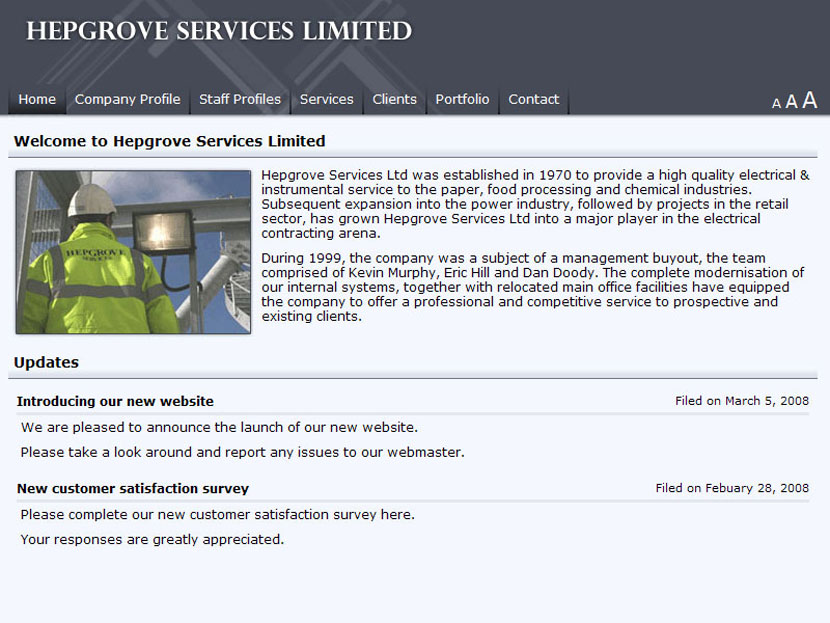 HEPGROVE SERVICES LIMITED
Home Company Profile Staff Profiles Services Clients Portfolio Contact A A A
Welcome to Hepgrove Services Limited
HEPGROVE
SERVICES
Hepgrove Services Ltd was established in 1970 to provide a high quality electrical &
instrumental service to the paper, food processing and chemical industries.
Subsequent expansion into the power industry, followed by projects in the retail
sector, has grown Hepgrove Services Ltd into a major player in the electrical
contracting arena.
During 1999, the company was a subject of a management buyout, the team
comprised of Kevin Murphy, Eric Hill and Dan Doody. The complete modernisation of
our internal systems, together with relocated main office facilities have equipped
the company to offer a professional and competitive service to prospective and
existing clients.
Updates
Introducing our new website Filed on March 5, 2008
We are pleased to announce the launch of our new website.
Please take a look around and report any issues to our webmaster.
New customer satisfaction survey Filed on Febuary 28, 2008
Please complete our new customer satisfaction survey here.
Your responses are greatly appreciated.